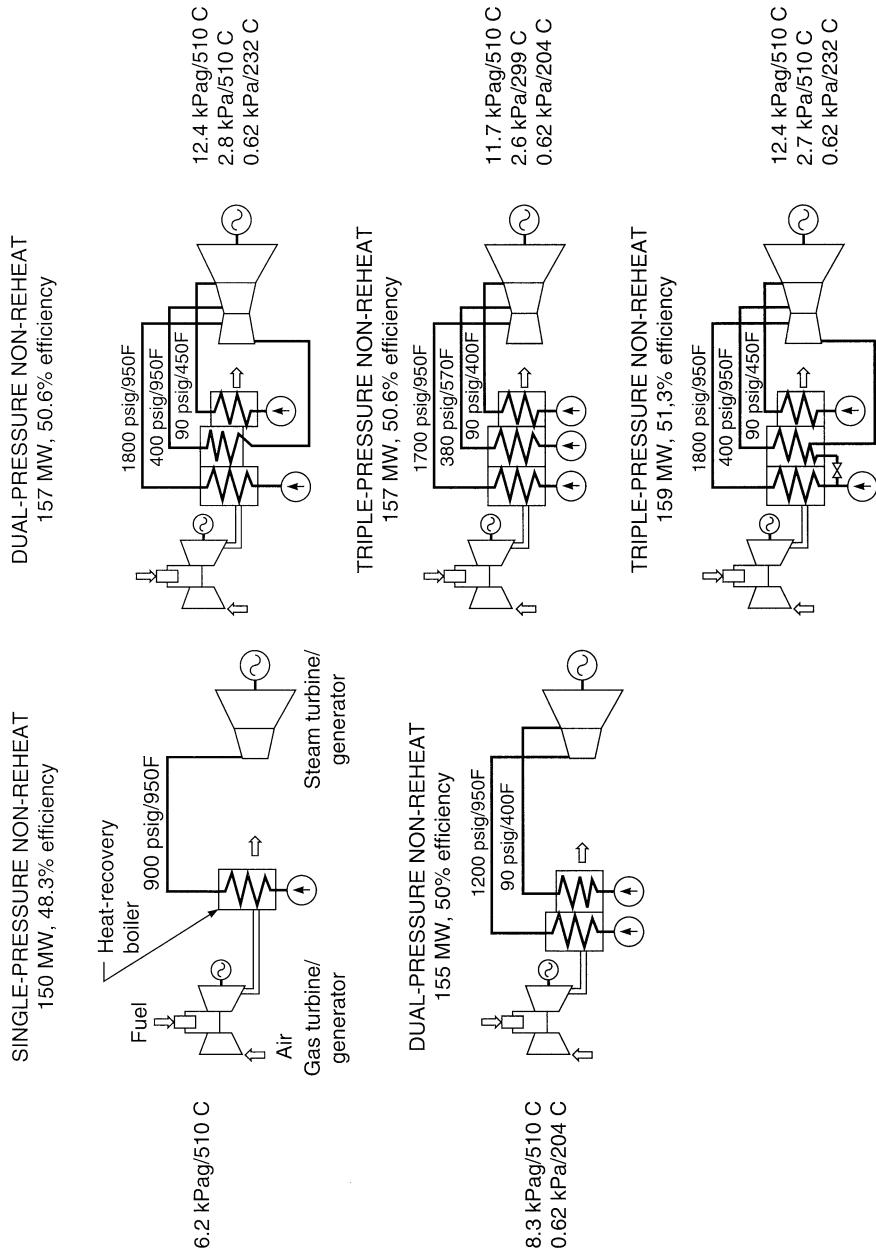 SINGLE-PRESSURE NON-REHEAT
150 MW, 48.3% efficiency
Heat-recovery
boiler
900 psig/950F
Fuel
Air
Gas turbine/
generator
Steam turbine/
generator
6.2 kPag/510 C
DUAL-PRESSURE NON-REHEAT
155 MW, 50% efficiency
1200 psig/950F
90 psig/400F
8.3 kPag/510 C
0.62 kPa/204 C
DUAL-PRESSURE NON-REHEAT
157 MW, 50.6% efficiency
1800 psig/950F
400 psig/950F
90 psig/450F
12.4 kPag/510 C
2.8 kPa/510 C
0.62 kPa/232 C
TRIPLE-PRESSURE NON-REHEAT
157 MW, 50.6% efficiency
1700 psig/950F
380 psig/570F
90 psig/400F
11.7 kPag/510 C
2.6 kPa/299 C
0.62 kPa/204 C
TRIPLE-PRESSURE NON-REHEAT
159 MW, 51,3% efficiency
1800 psig/950F
400 psig/950F
90 psig/450F
12.4 kPag/510 C
2.7 kPa/510 C
0.62 kPa/232 C